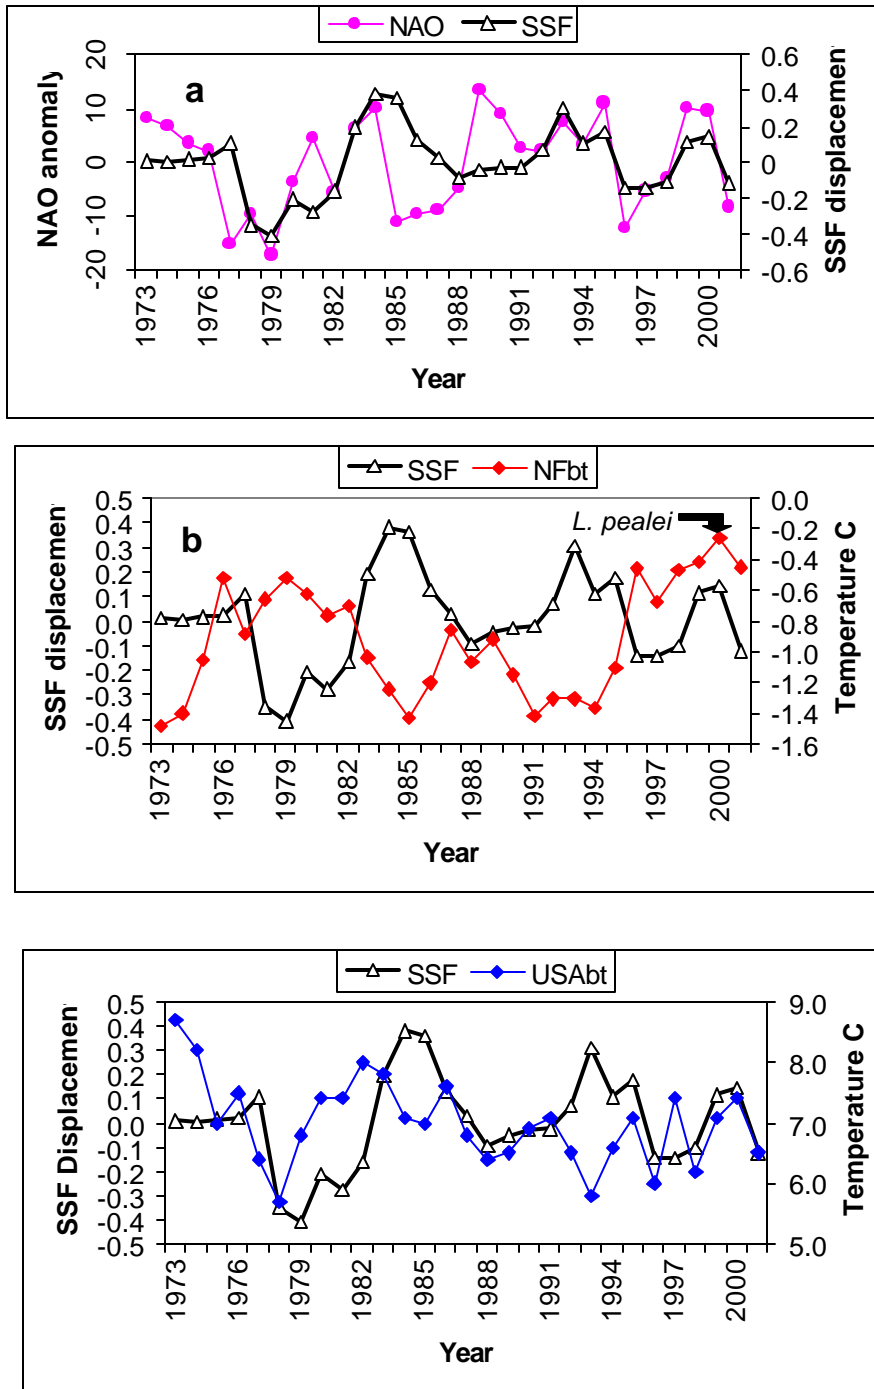 NAO SSF
a
NAO anomaly
20
10
0
-10
-20
SSF displacemen
0.6
0.4
0.2
0
-0.2
-0.4
-0.6
1973 1976 1979 1982 1985 1988 1991 1994 1997 2000
Year
SSF NFbt
b
L. pealei
SSF displacemen
0.5
0.4
0.3
0.2
0.1
0.0
-0.1
-0.2
-0.3
-0.4
-0.5
Temperature C
0.0
-0.2
-0.4
-0.6
-0.8
-1.0
-1.2
-1.4
-1.6
1973 1976 1979 1982 1985 1988 1991 1994 1997 2000
Year
SSF USAbt
SSF Displacemen
0.5
0.4
0.3
0.2
0.1
0.0
-0.1
-0.2
-0.3
-0.4
-0.5
Temperature C
9.0
8.0
7.0
6.0
5.0
1973 1976 1979 1982 1985 1988 1991 1994 1997 2000
Year